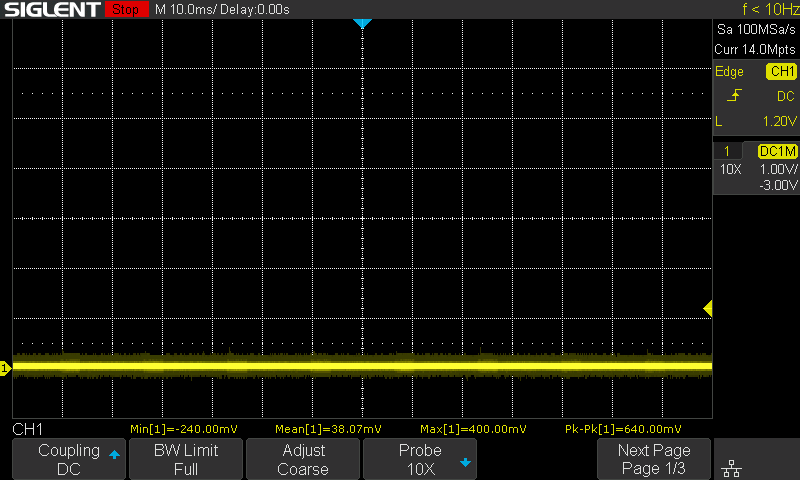 SIGLENT Stop M 10.0ms/ Delay:0.00s f < 10Hz
Sa 100MSa/s
Curr 14.0Mpts
Edge CH1
DC
L 1.20V
1 DC1M
10X 1.00V/
-3.00V
1
CH1 Min[1]=-240.00mV Mean[1]=38.07mV Max[1]=400.00mV Pk-Pk[1]=640.00mV
Coupling BW Limit Adjust Probe Next Page
DC Full Coarse 10X Page 1/3